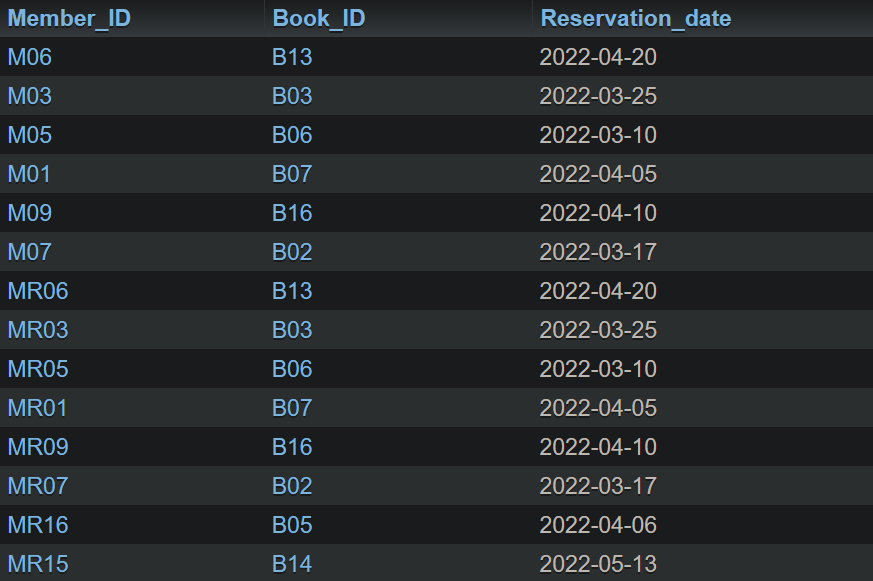 Member_ID Book_ID Reservation_date
M06 B13 2022-04-20
M03 B03 2022-03-25
M05 B06 2022-03-10
M01 B07 2022-04-05
M09 B16 2022-04-10
M07 B02 2022-03-17
MR06 B13 2022-04-20
MR03 B03 2022-03-25
MR05 B06 2022-03-10
MR01 B07 2022-04-05
MR09 B16 2022-04-10
MR07 B02 2022-03-17
MR16 B05 2022-04-06
MR15 B14 2022-05-13